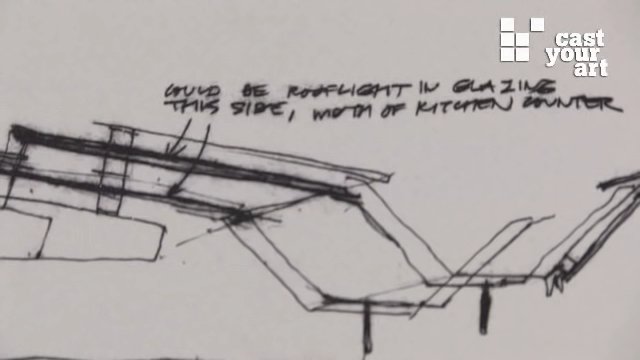 cast
your
art
COULD BE ROOFLIGHT IN GLAZING
THIS SIDE, WIDTH OF KITCHEN COUNTER